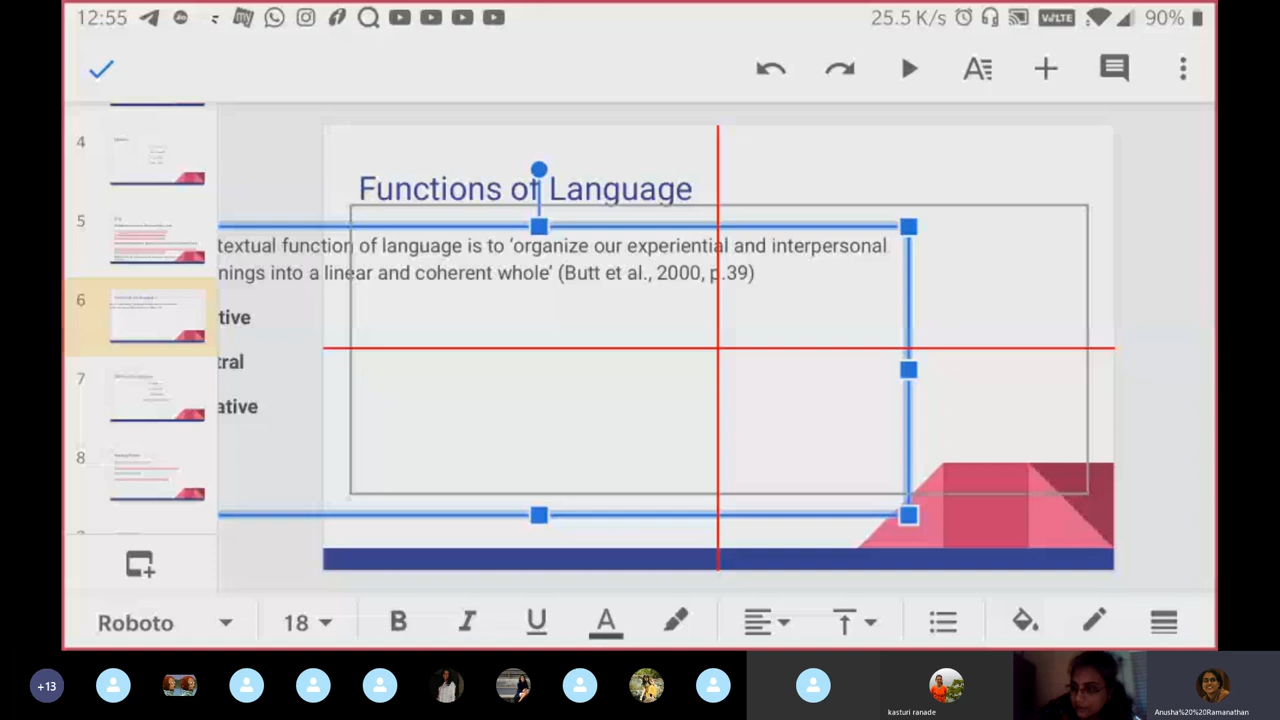 12:55
my
25.5 K/s
VoLTE
90%
4
5
6
7
8
Functions of Language
textual function of language is to ‘organize our experiential and interpersonal
nings into a linear and coherent whole’ (Butt et al., 2000, p.39)
tive
tral
ative
Roboto
18
B
I
U
A
+13
kasturi ranade
Anusha%20%20Ramanathan